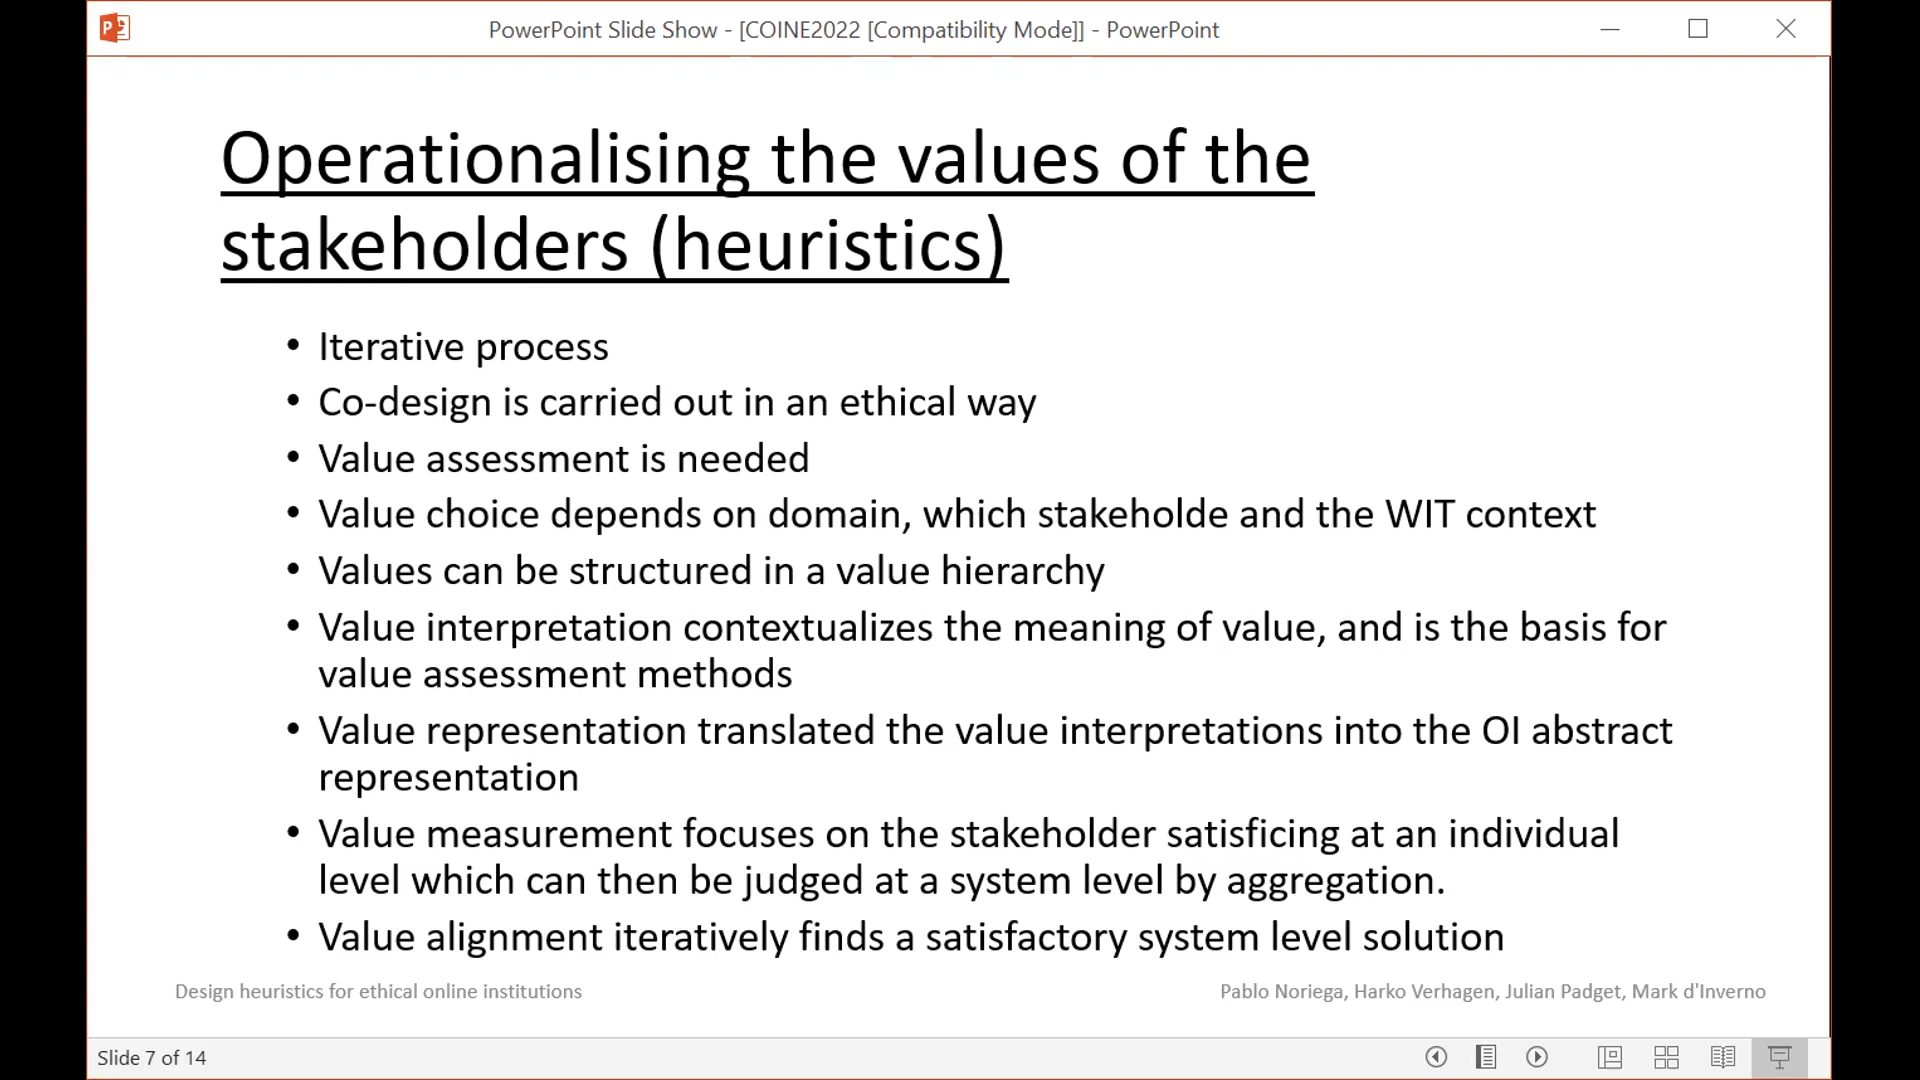 PowerPoint Slide Show - [COINE2022 [Compatibility Mode]] - PowerPoint
Operationalising the values of the
stakeholders (heuristics)
• Iterative process
• Co-design is carried out in an ethical way
• Value assessment is needed
• Value choice depends on domain, which stakeholde and the WIT context
• Values can be structured in a value hierarchy
• Value interpretation contextualizes the meaning of value, and is the basis for
value assessment methods
• Value representation translated the value interpretations into the OI abstract
representation
• Value measurement focuses on the stakeholder satisficing at an individual
level which can then be judged at a system level by aggregation.
• Value alignment iteratively finds a satisfactory system level solution
Design heuristics for ethical online institutions
Pablo Noriega, Harko Verhagen, Julian Padget, Mark d'Inverno
Slide 7 of 14